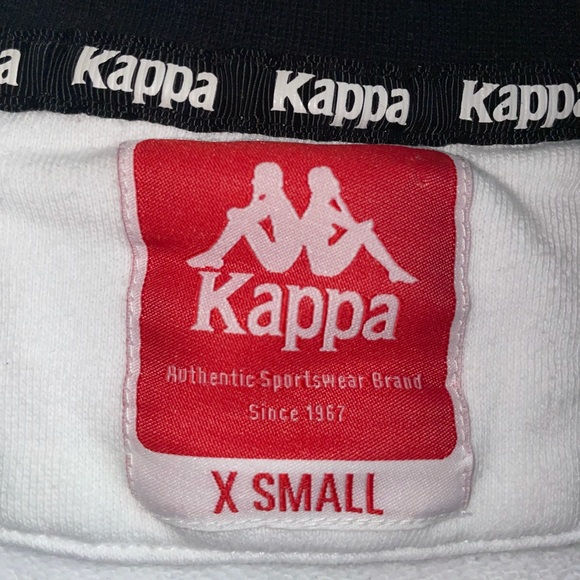 a Kappa Kappa Kappa
Kappa
Authentic Sportswear Brand
Since 1967
X SMALL